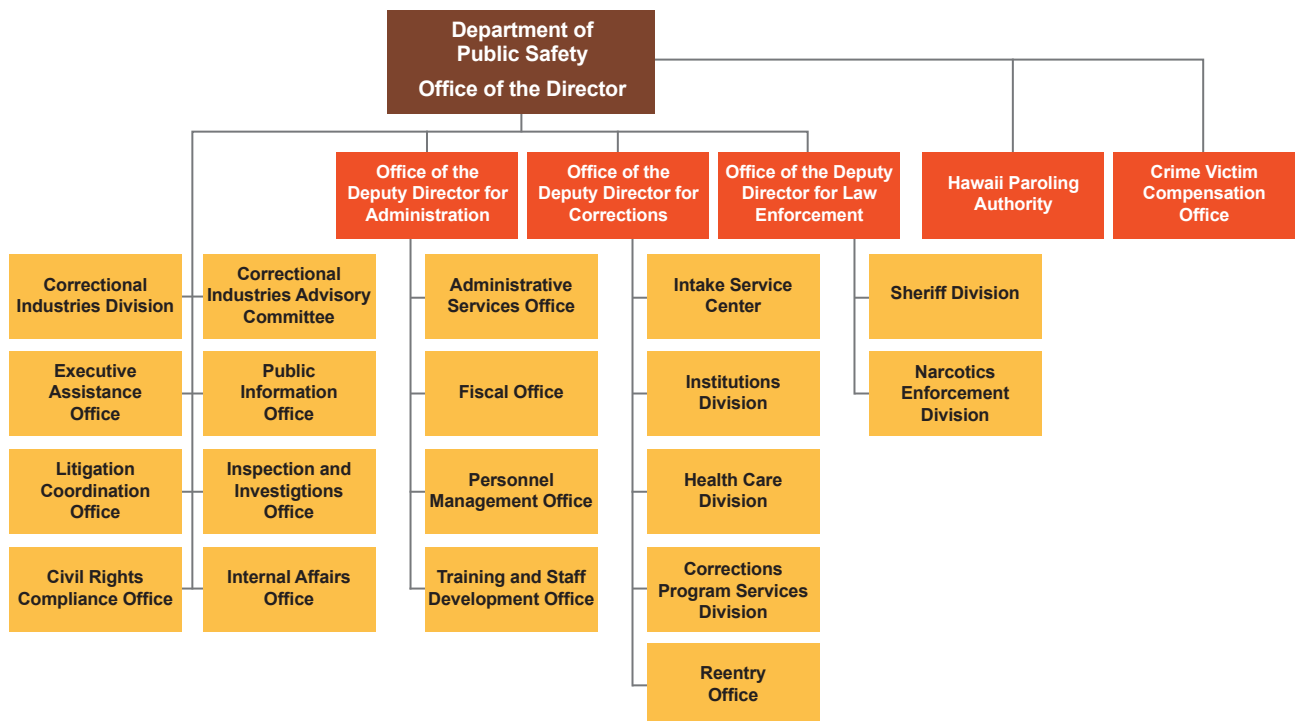 Department of
Public Safety
Office of the Director
Office of the
Deputy Director for
Administration
Office of the
Deputy Director for
Corrections
Office of the Deputy
Director for Law
Enforcement
Hawaii Paroling
Authority
Crime Victim
Compensation
Office
Correctional
Industries Division
Correctional
Industries Advisory
Committee
Executive
Assistance
Office
Public
Information
Office
Litigation
Coordination
Office
Inspection and
Investigtions
Office
Civil Rights
Compliance Office
Internal Affairs
Office
Administrative
Services Office
Fiscal Office
Personnel
Management Office
Training and Staff
Development Office
Intake Service
Center
Institutions
Division
Health Care
Division
Corrections
Program Services
Division
Reentry
Office
Sheriff Division
Narcotics
Enforcement
Division